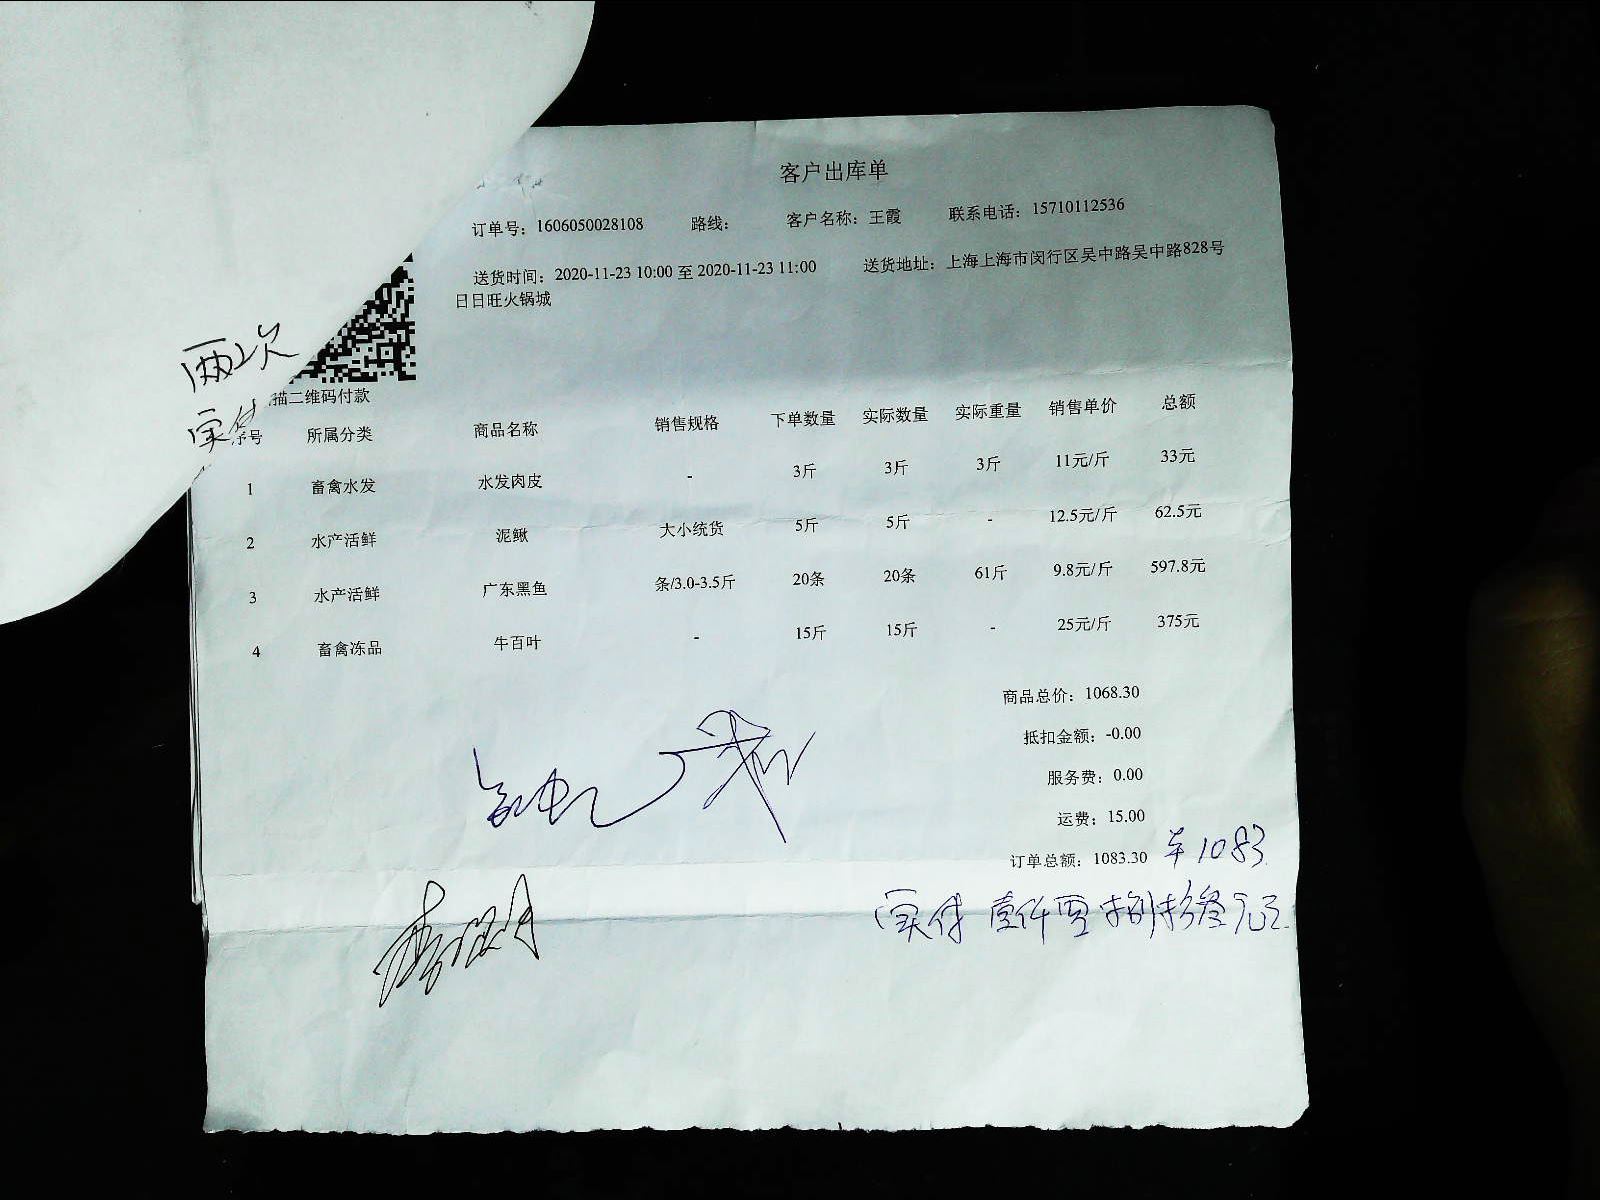 客户出库单
订单号：1606050028108 路线： 客户名称：王霞 联系电话：15710112536
送货时间：2020-11-23 10:00 至 2020-11-23 11:00 送货地址：上海上海市闵行区吴中路吴中路828号
日日旺火锅城
两次
描二维码付款
实付
序号 所属分类 商品名称 销售规格 下单数量 实际数量 实际重量 销售单价 总额
1 畜禽水发 水发肉皮 - 3斤 3斤 3斤 11元/斤 33元
2 水产活鲜 泥鳅 大小统货 5斤 5斤 - 12.5元/斤 62.5元
3 水产活鲜 广东黑鱼 条/3.0-3.5斤 20条 20条 61斤 9.8元/斤 597.8元
4 畜禽冻品 牛百叶 - 15斤 15斤 - 25元/斤 375元
商品总价：1068.30
抵扣金额：-0.00
服务费：0.00
运费：15.00
订单总额：1083.30 1083
实付 壹仟零捌拾叁元正